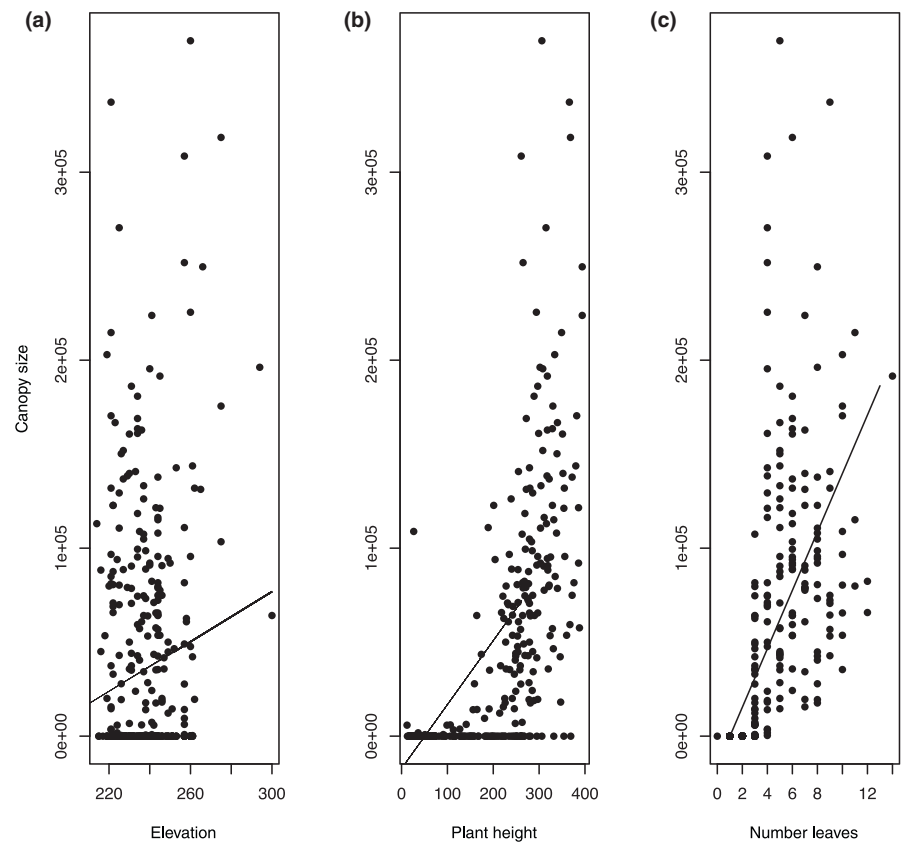 (a) (b) (c)
3e+05 3e+05 3e+05
2e+05 2e+05 2e+05
Canopy size
1e+05 1e+05 1e+05
0e+00 0e+00 0e+00
220 260 300 0 100 200 300 400 0 2 4 6 8 12
Elevation Plant height Number leaves